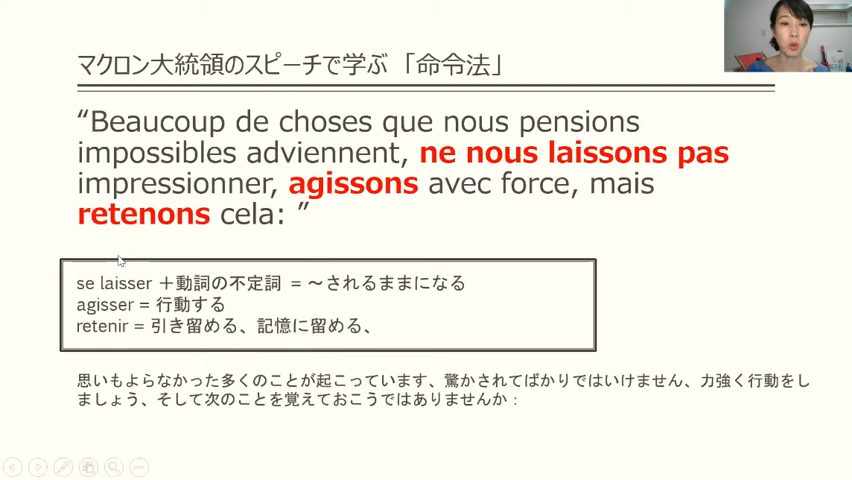 マクロン大統領のスピーチで学ぶ「命令法」
“Beaucoup de choses que nous pensions
impossibles adviennent, ne nous laissons pas
impressionner, agissons avec force, mais
retenons cela: ”
se laisser ＋動詞の不定詞 = ～されるままになる
agisser = 行動する
retenir = 引き留める、記憶に留める、
思いもよらなかった多くのことが起こっています、驚かされてばかりではいけません、力強く行動をし
ましょう、そして次のことを覚えておこうではありませんか：